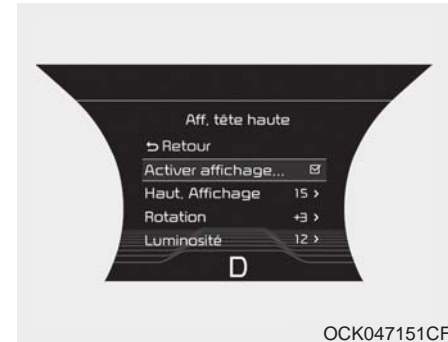 Aff, tête haute
Retour
Activer affichage...
Haut, Affichage 15 >
Rotation +3 >
Luminosité 12 >
D
OCK047151CF